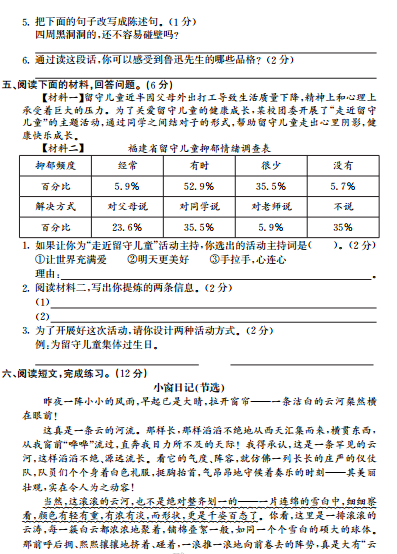 5. 把下面的句子改写成陈述句。(1分)
四周黑洞洞的,还不容易碰壁吗?
6. 通过读这段话,你可以感受到鲁迅先生的哪些品格?(2分)
五、阅读下面的材料,回答问题。(6分)
【材料一】留守儿童近年因父母外出打工导致生活质量下降,精神上和心理上
承受着巨大的压力。为了关爱留守儿童的健康成长,某校团委开展了“走近留守
儿童”的主题活动,通过同学之间结对子的形式,帮助留守儿童走出心里阴影,健
康快乐成长。
【材料二】 福建省留守儿童抑郁情绪调查表
抑郁频度 经常 有时 很少 没有
百分比 5.9% 52.9% 35.5% 5.7%
解决方式 对父母说 对同学说 对老师说 不说
百分比 23.6% 35.5% 5.9% 35%
1. 如果让你为“走近留守儿童”活动主持,你选出的活动主持词是( )。(2分)
①让世界充满爱 ②明天更美好 ③手拉手,心连心
理由: 。
2. 阅读材料二,写出你提炼的两条信息。(2分)
(1)
(2)
3. 为了开展好这次活动,请你设计两种活动方式。(2分)
例:为留守儿童集体过生日。
六、阅读短文,完成练习。(12分)
小窗日记(节选)
昨夜一阵小小的风雨,早起已是大晴,拉开窗帘——一条洁白的云河粲然横
在眼前!
这真是一条云的河流。那样长,那样滔滔不绝地从西天汇集而来,横贯东西,
从我窗前“哗哗”流过,直奔我目力所不及的天际!我得承认,这是一条罕见的云
河,这样滔滔不绝,源远流长。看它的气度、阵容,就仿佛一列长长的庄严的仪仗
队,队员们个个身着白色礼服,挺胸抬首,气昂昂地守候着奏乐的时刻——其美丽
壮观,实在令人为之动容!
当然,这滚滚的云河,也不是绝对整齐划一的——一片连绵的雪白中,细细察
看,颜色有轻有重,有浓有淡,而形状,更是千姿百态了。你看,这里是一排滚滚的
云涛,每一簇白云都浓浓地聚着,铺棉叠絮一般,如同一个个雪白的硕大的球体。
那前呼后拥、熙熙攘攘地挤着、碰着,一浪推一浪地向前卷去的阵势,真是大有“云